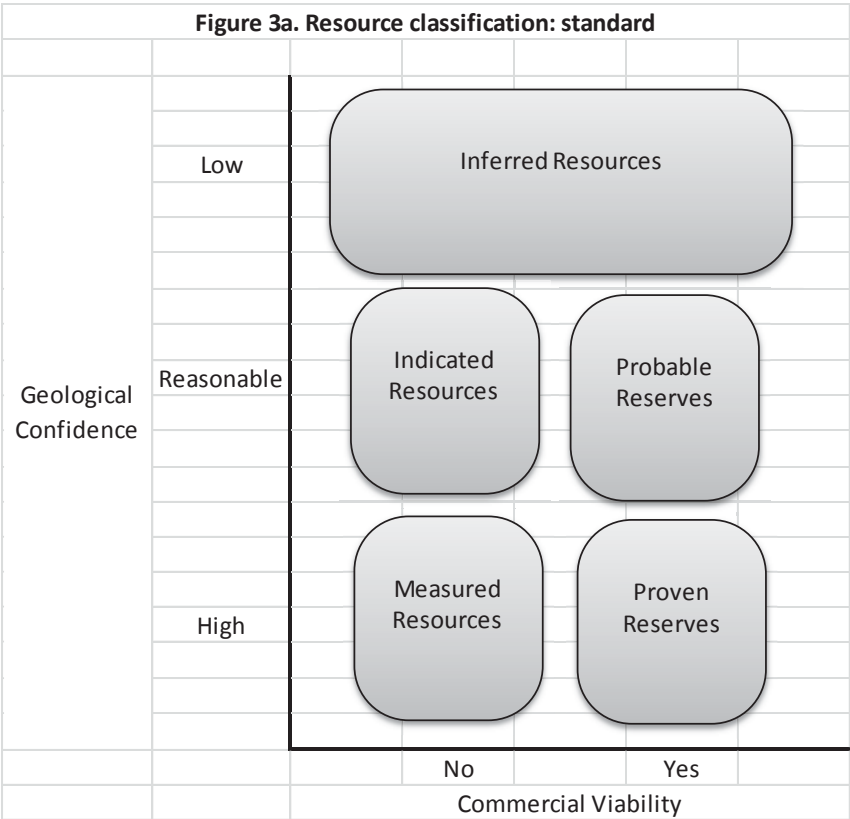 Figure 3a. Resource classification: standard
Low
Inferred Resources
Geological
Confidence
Reasonable
Indicated
Resources
Probable
Reserves
High
Measured
Resources
Proven
Reserves
No
Yes
Commercial Viability